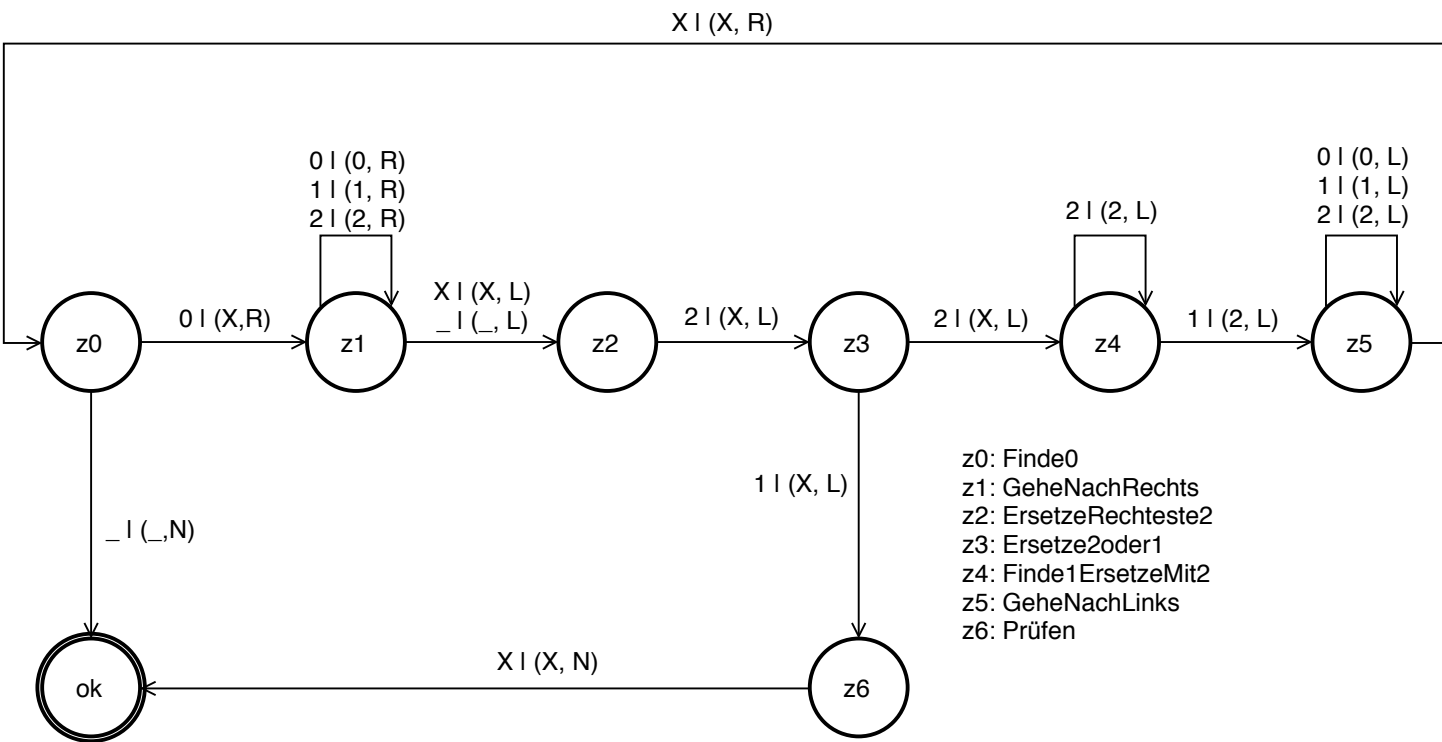 X | (X, R)
0 | (0, R)
1 | (1, R)
2 | (2, R)
0 | (0, L)
1 | (1, L)
2 | (2, L)
2 | (2, L)
X | (X, L)
_ | (_, L)
0 | (X,R)
2 | (X, L)
2 | (X, L)
1 | (2, L)
z0
z1
z2
z3
z4
z5
_ | (_,N)
1 | (X, L)
z0: Finde0
z1: GeheNachRechts
z2: ErsetzeRechteste2
z3: Ersetze2oder1
z4: Finde1ErsetzeMit2
z5: GeheNachLinks
z6: Prüfen
X | (X, N)
ok
z6